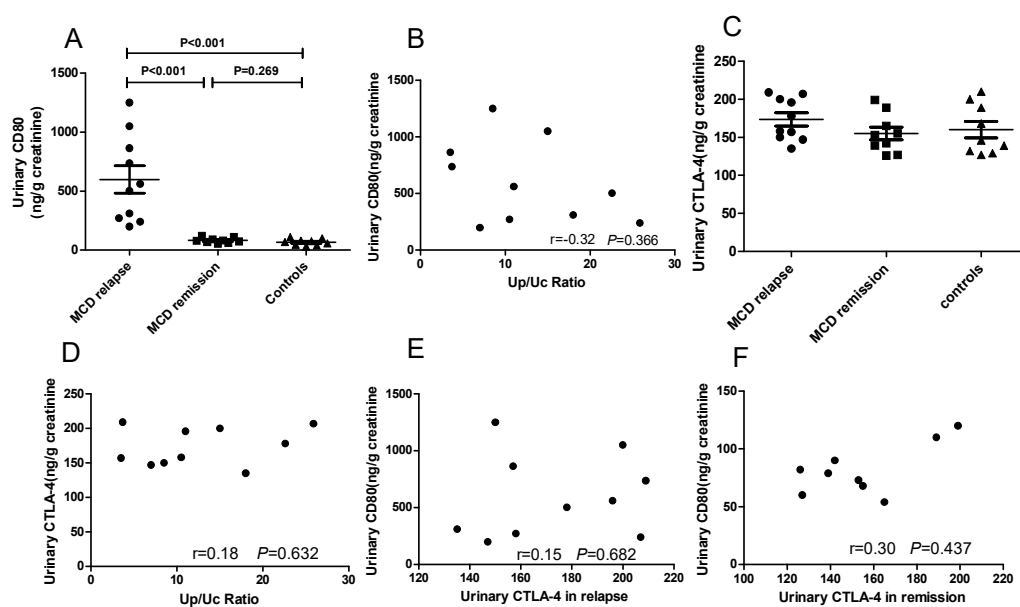 A
P<0.001
P<0.001
P=0.269
Urinary CD80
(ng/g creatinine)
1500
1000
500
0
MCD relapse
MCD remission
Controls
B
Urinary CD80(ng/g creatinine)
1500
1000
500
0
r=-0.32 P=0.366
0 10 20 30
Up/Uc Ratio
C
Urinary CTLA-4(ng/g creatinine)
250
200
150
100
50
0
MCD relapse
MCD remission
controls
D
Urinary CTLA-4(ng/g creatinine)
250
200
150
100
50
0
r=0.18 P=0.632
0 10 20 30
Up/Uc Ratio
E
Urinary CD80(ng/g creatinine)
1500
1000
500
0
r=0.15 P=0.682
120 140 160 180 200 220
Urinary CTLA-4 in relapse
F
Urinary CD80(ng/g creatinine)
150
100
50
0
r=0.30 P=0.437
100 120 140 160 180 200 220
Urinary CTLA-4 in remission